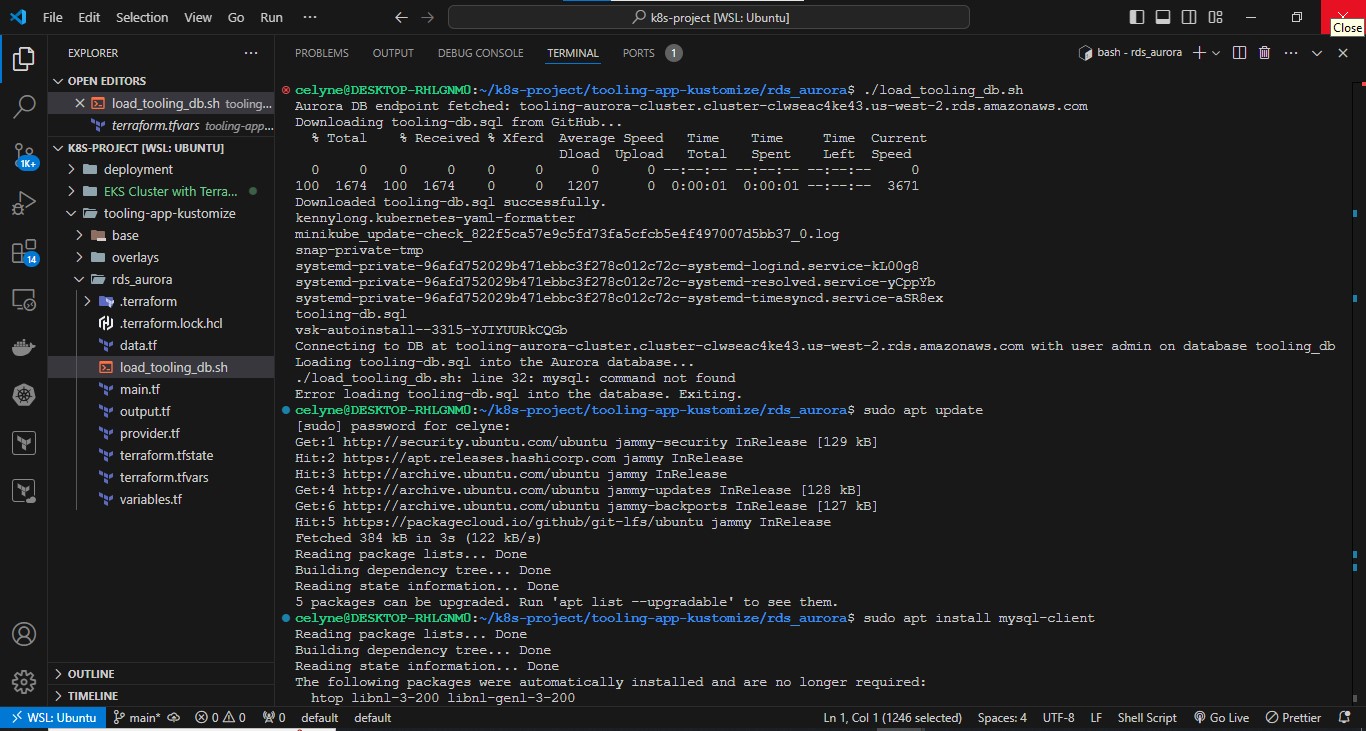 File Edit Selection View Go Run ··· k8s-project [WSL: Ubuntu]
Close
EXPLORER ···
OPEN EDITORS
load_tooling_db.sh tooling...
terraform.tfvars tooling-app...
K8S-PROJECT [WSL: UBUNTU]
deployment
EKS Cluster with Terra...
tooling-app-kustomize
base
overlays
rds_aurora
.terraform
.terraform.lock.hcl
data.tf
load_tooling_db.sh
main.tf
output.tf
provider.tf
terraform.tfstate
terraform.tfvars
variables.tf
OUTLINE
TIMELINE
1K+
14
PROBLEMS OUTPUT DEBUG CONSOLE TERMINAL PORTS 1 bash - rds_aurora
celyne@DESKTOP-RHLGNM0:~/k8s-project/tooling-app-kustomize/rds_aurora$ ./load_tooling_db.sh
Aurora DB endpoint fetched: tooling-aurora-cluster.cluster-clwseac4ke43.us-west-2.rds.amazonaws.com
Downloading tooling-db.sql from GitHub...
% Total % Received % Xferd Average Speed Time Time Time Current
Dload Upload Total Spent Left Speed
0 0 0 0 0 0 0 0 --:--:-- --:--:-- --:--:-- 0
100 1674 100 1674 0 0 1207 0 0:00:01 0:00:01 --:--:-- 3671
Downloaded tooling-db.sql successfully.
kennylong.kubernetes-yaml-formatter
minikube_update-check_822f5ca57e9c5fd73fa5cfcb5e4f497007d5bb37_0.log
snap-private-tmp
systemd-private-96afd752029b471ebbc3f278c012c72c-systemd-logind.service-kL00g8
systemd-private-96afd752029b471ebbc3f278c012c72c-systemd-resolved.service-yCppYb
systemd-private-96afd752029b471ebbc3f278c012c72c-systemd-timesyncd.service-aSR8ex
tooling-db.sql
vsk-autoinstall--3315-YJIYUURkCQGb
Connecting to DB at tooling-aurora-cluster.cluster-clwseac4ke43.us-west-2.rds.amazonaws.com with user admin on database tooling_db
Loading tooling-db.sql into the Aurora database...
./load_tooling_db.sh: line 32: mysql: command not found
Error loading tooling-db.sql into the database. Exiting.
celyne@DESKTOP-RHLGNM0:~/k8s-project/tooling-app-kustomize/rds_aurora$ sudo apt update
[sudo] password for celyne:
Get:1 http://security.ubuntu.com/ubuntu jammy-security InRelease [129 kB]
Hit:2 https://apt.releases.hashicorp.com jammy InRelease
Hit:3 http://archive.ubuntu.com/ubuntu jammy InRelease
Get:4 http://archive.ubuntu.com/ubuntu jammy-updates InRelease [128 kB]
Get:6 http://archive.ubuntu.com/ubuntu jammy-backports InRelease [127 kB]
Hit:5 https://packagecloud.io/github/git-lfs/ubuntu jammy InRelease
Fetched 384 kB in 3s (122 kB/s)
Reading package lists... Done
Building dependency tree... Done
Reading state information... Done
5 packages can be upgraded. Run 'apt list --upgradable' to see them.
celyne@DESKTOP-RHLGNM0:~/k8s-project/tooling-app-kustomize/rds_aurora$ sudo apt install mysql-client
Reading package lists... Done
Building dependency tree... Done
Reading state information... Done
The following packages were automatically installed and are no longer required:
htop libnl-3-200 libnl-genl-3-200
WSL: Ubuntu main* 0 0 0 default default Ln 1, Col 1 (1246 selected) Spaces: 4 UTF-8 LF Shell Script Go Live Prettier